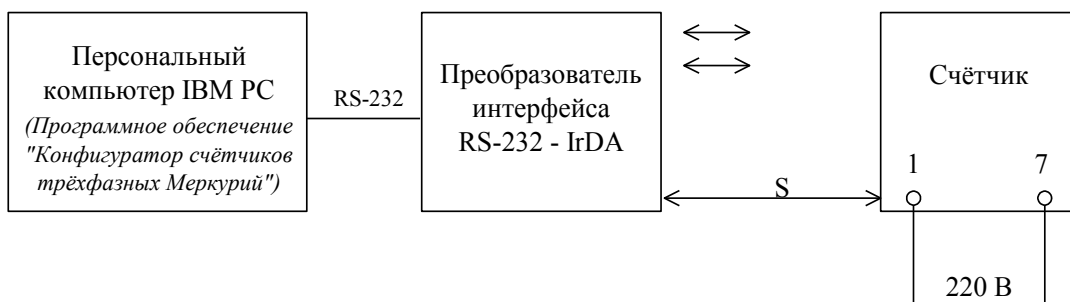 Персональный
компьютер IBM PC
(Программное обеспечение
"Конфигуратор счётчиков
трёхфазных Меркурий")
RS-232
Преобразователь
интерфейса
RS-232 - IrDA
S
Счётчик
1 7
220 В